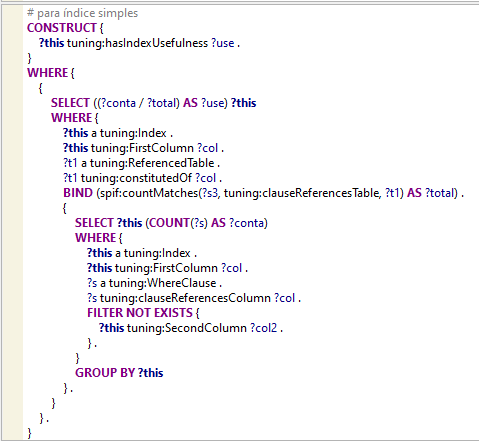 # para índice simples
CONSTRUCT {
?this tuning:hasIndexUsefulness ?use .
}
WHERE {
{
SELECT ((?conta / ?total) AS ?use) ?this
WHERE {
?this a tuning:Index .
?this tuning:FirstColumn ?col .
?t1 a tuning:ReferencedTable .
?t1 tuning:constitutedOf ?col .
BIND (spif:countMatches(?s3, tuning:clauseReferencesTable, ?t1) AS ?total) .
{
SELECT ?this (COUNT(?s) AS ?conta)
WHERE {
?this a tuning:Index .
?this tuning:FirstColumn ?col .
?s a tuning:WhereClause .
?s tuning:clauseReferencesColumn ?col .
FILTER NOT EXISTS {
?this tuning:SecondColumn ?col2 .
} .
}
GROUP BY ?this
} .
}
} .
}